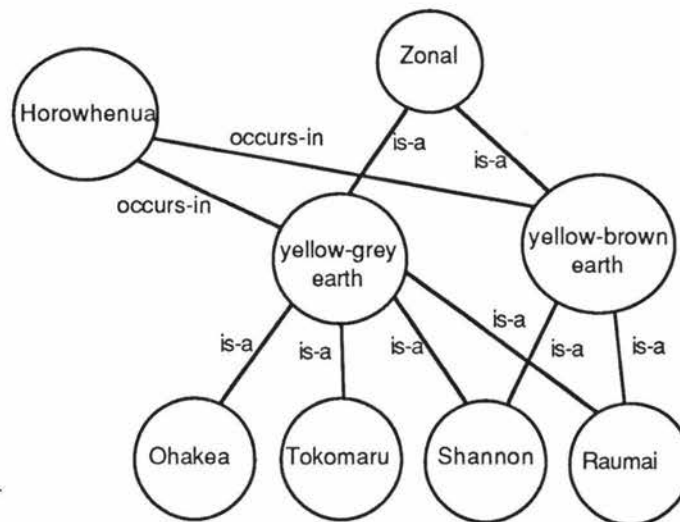 Zonal
Horowhenua
occurs-in
is-a
is-a
occurs-in
yellow-grey
earth
yellow-brown
earth
is-a
is-a
is-a
is-a
is-a
is-a
Ohakea
Tokomaru
Shannon
Raumai